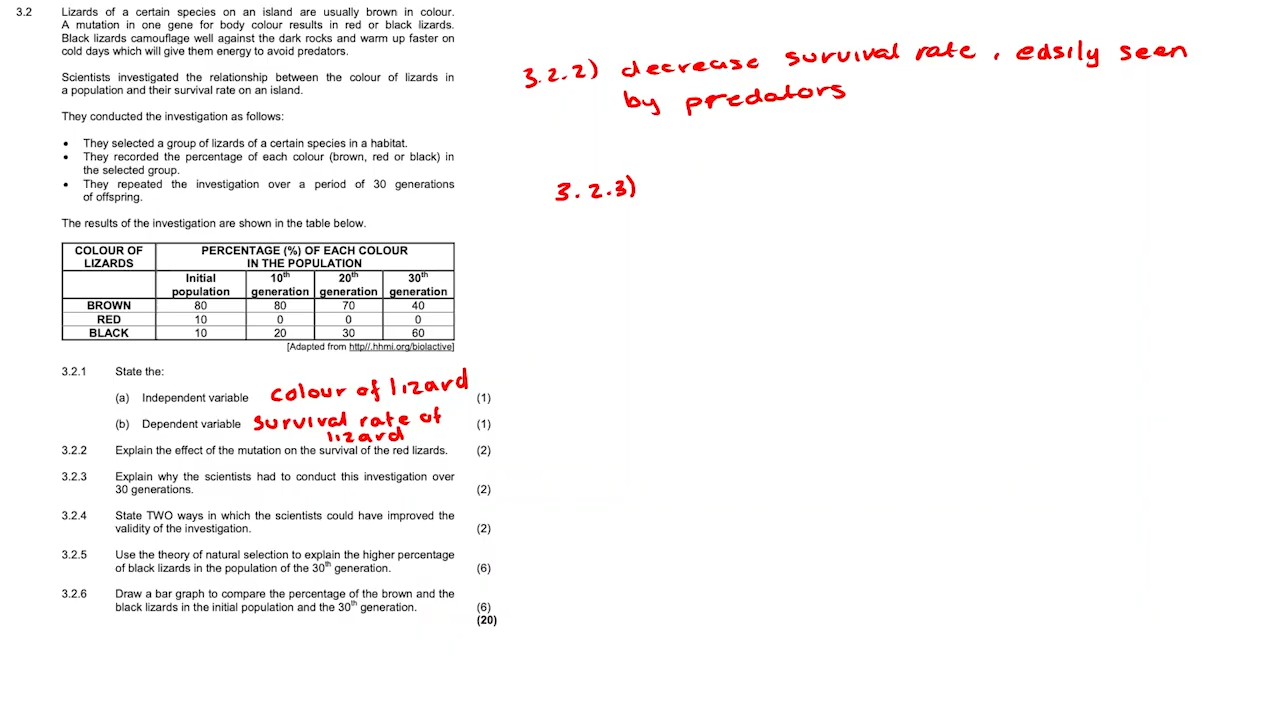 3.2 Lizards of a certain species on an island are usually brown in colour.
A mutation in one gene for body colour results in red or black lizards.
Black lizards camouflage well against the dark rocks and warm up faster on
cold days which will give them energy to avoid predators.
Scientists investigated the relationship between the colour of lizards in
a population and their survival rate on an island.
They conducted the investigation as follows:
• They selected a group of lizards of a certain species in a habitat.
• They recorded the percentage of each colour (brown, red or black) in
the selected group.
• They repeated the investigation over a period of 30 generations
of offspring.
The results of the investigation are shown in the table below.
COLOUR OF LIZARDS PERCENTAGE (%) OF EACH COLOUR IN THE POPULATION
Initial population 10th generation 20th generation 30th generation
BROWN 80 80 70 40
RED 10 0 0 0
BLACK 10 20 30 60
[Adapted from http//.hhmi.org/biolactive]
3.2.1 State the:
(a) Independent variable colour of lizard (1)
(b) Dependent variable survival rate of lizard (1)
3.2.2 Explain the effect of the mutation on the survival of the red lizards. (2)
3.2.3 Explain why the scientists had to conduct this investigation over
30 generations. (2)
3.2.4 State TWO ways in which the scientists could have improved the
validity of the investigation. (2)
3.2.5 Use the theory of natural selection to explain the higher percentage
of black lizards in the population of the 30th generation. (6)
3.2.6 Draw a bar graph to compare the percentage of the brown and the
black lizards in the initial population and the 30th generation. (6)
(20)
3.2.2) decrease survival rate, easily seen
by predators
3.2.3)